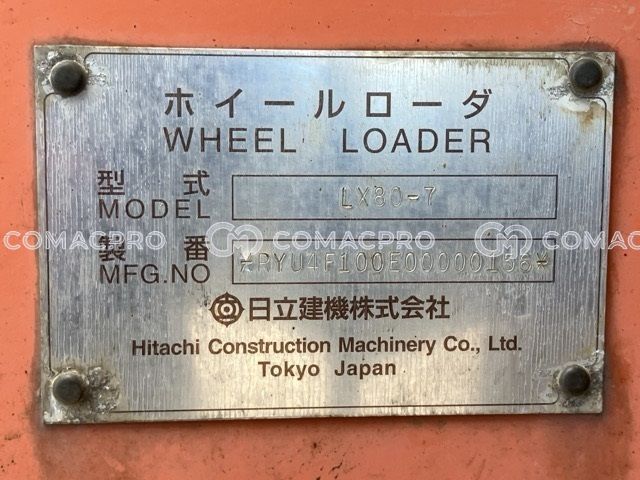 ホイールローダ
WHEEL LOADER
型式
MODEL LX80-7
製番
MFG.NO *RYU4F100E00000156*
日立建機株式会社
Hitachi Construction Machinery Co., Ltd.
Tokyo Japan
COMACPRO COMACPRO